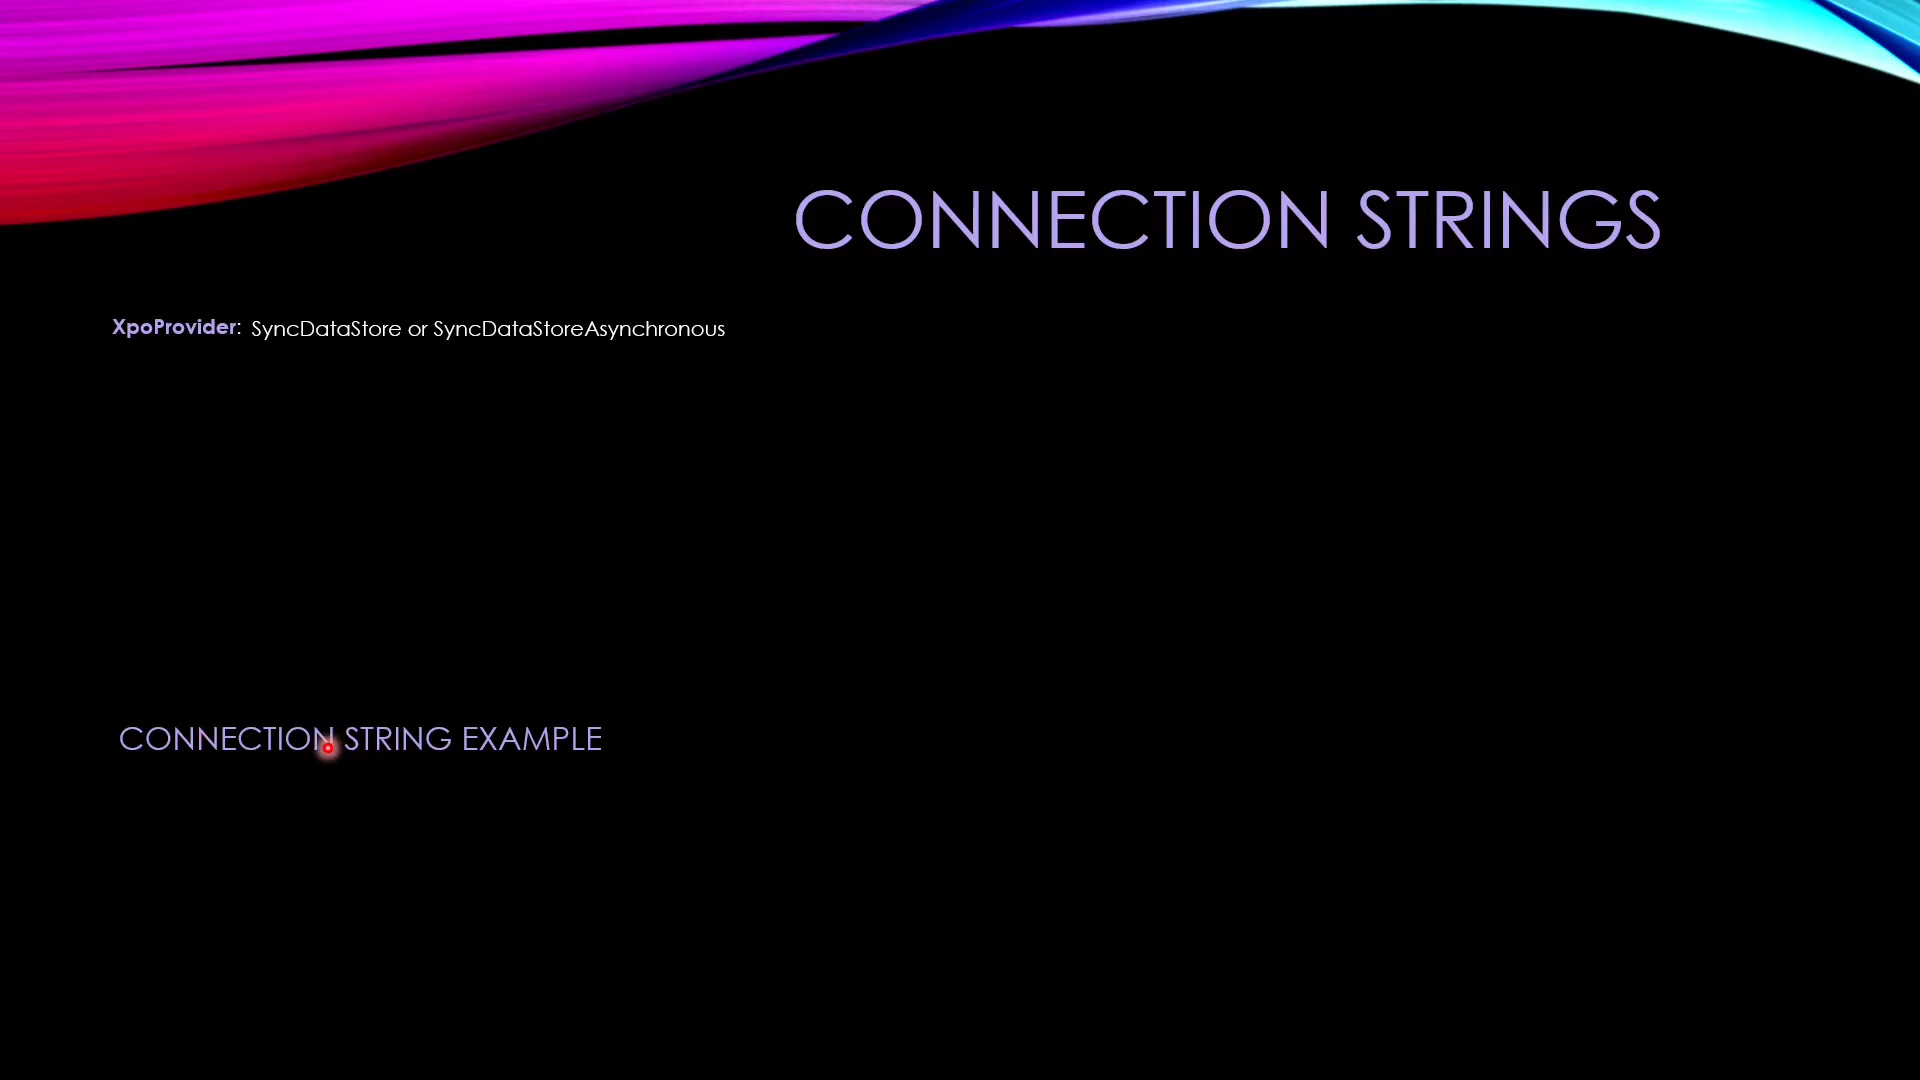 CONNECTION STRINGS
XpoProvider: SyncDataStore or SyncDataStoreAsynchronous
CONNECTION STRING EXAMPLE